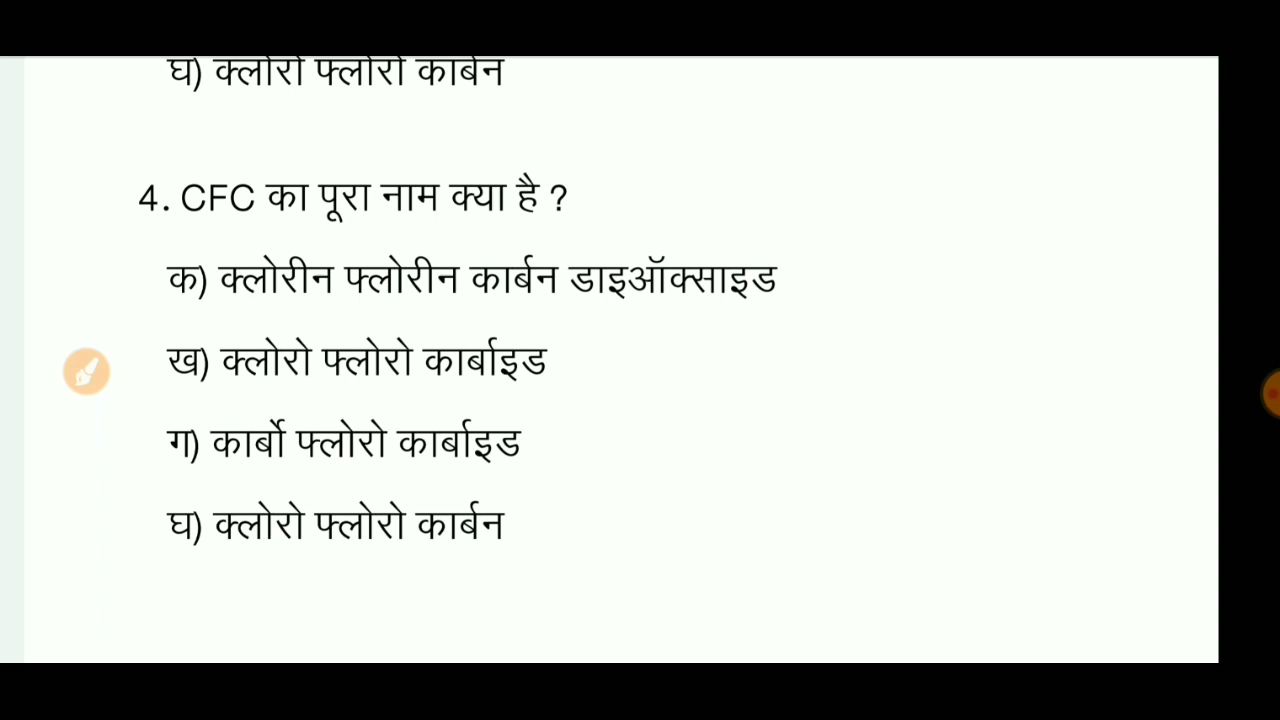 घ) क्लोरो फ्लोरो कार्बन
4. CFC का पूरा नाम क्या है ?
क) क्लोरीन फ्लोरीन कार्बन डाइऑक्साइड
ख) क्लोरो फ्लोरो कार्बाइड
ग) कार्बो फ्लोरो कार्बाइड
घ) क्लोरो फ्लोरो कार्बन